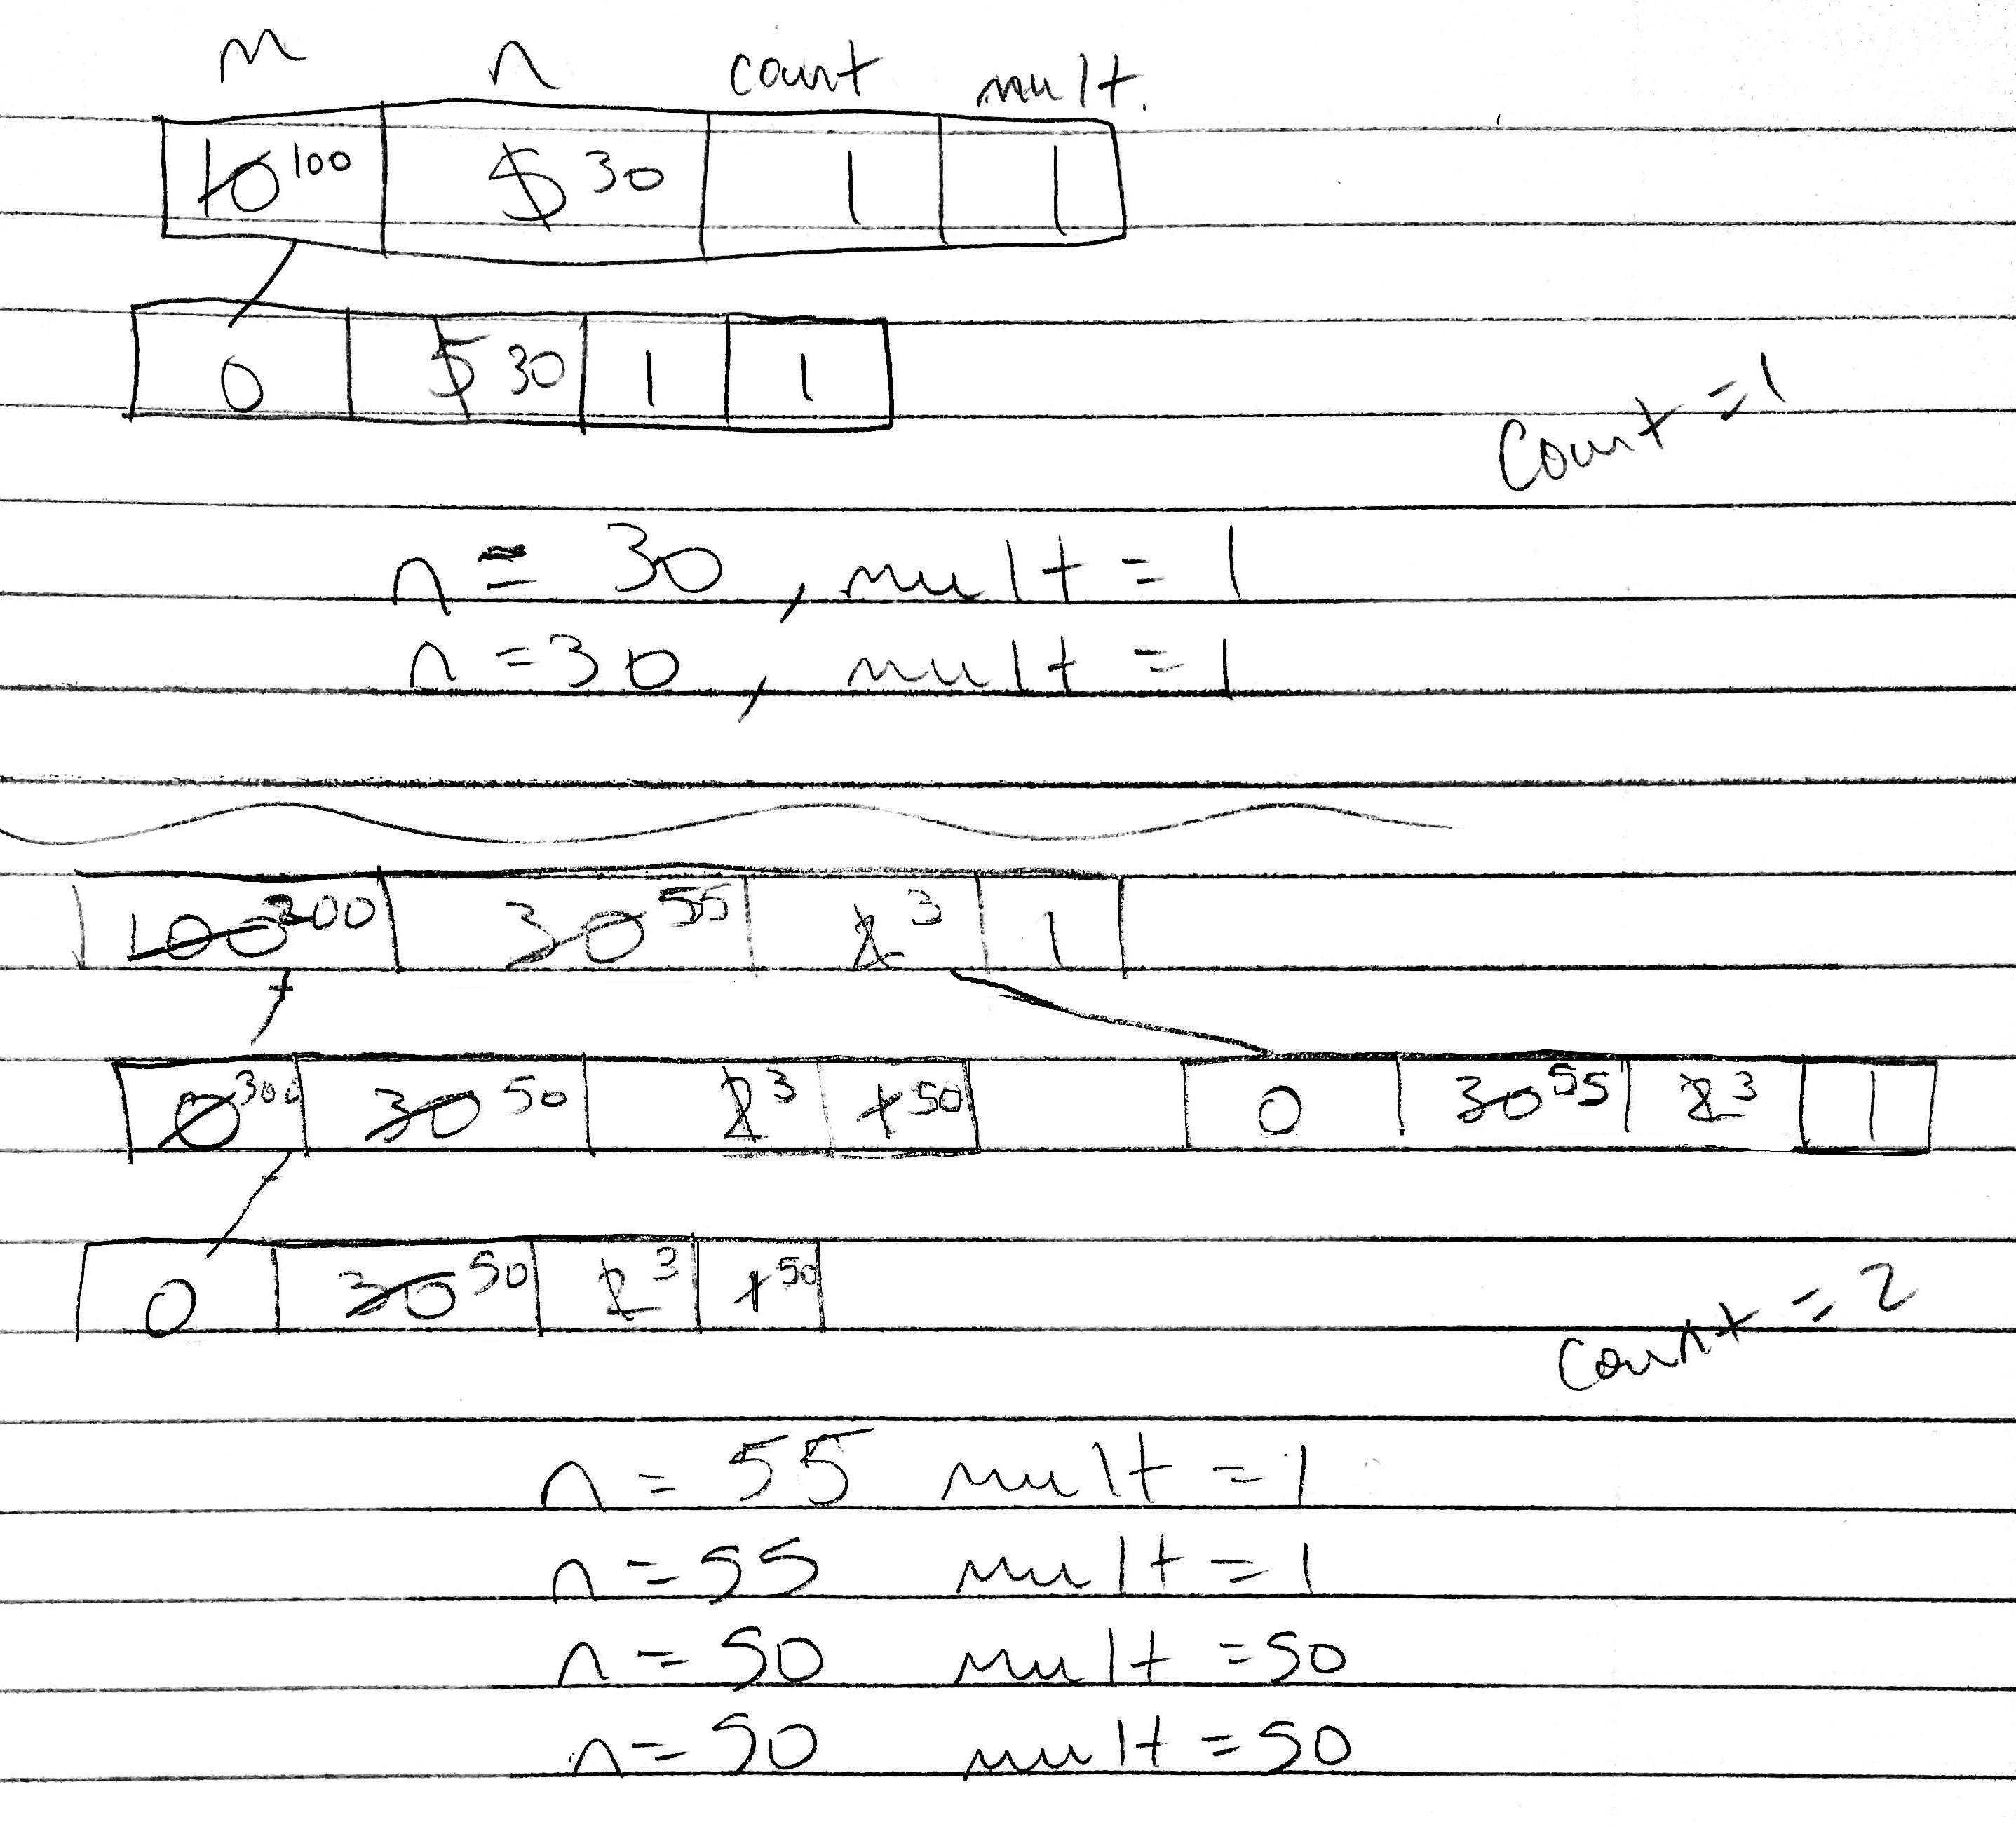 m n count mult.
10 100 5 30 1 1
0 5 30 1 1
Count = 1
n = 30 , mult = 1
n = 30 , mult = 1
100 200 30 55 2 3 1
0 300 30 50 2 3 1 50 0 30 55 2 3 1
0 30 50 2 3 1 50
Count = 2
n = 55 mult = 1
n = 55 mult = 1
n = 50 mult = 50
n = 50 mult = 50